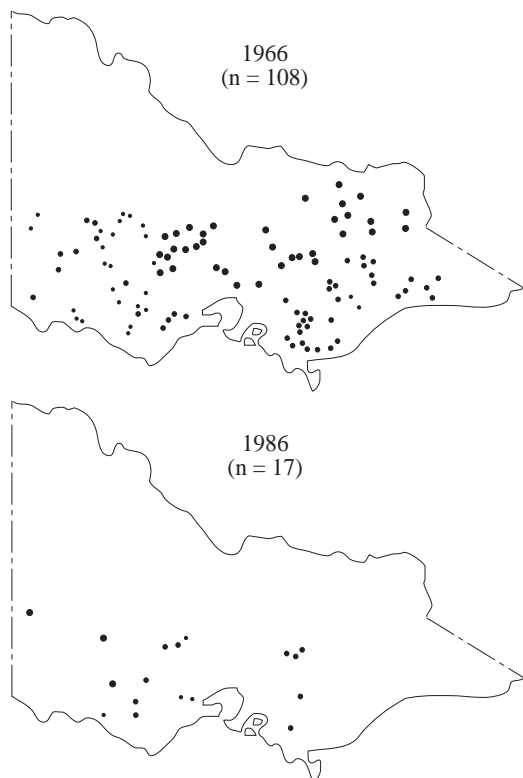 1966
(n = 108)
1986
(n = 17)